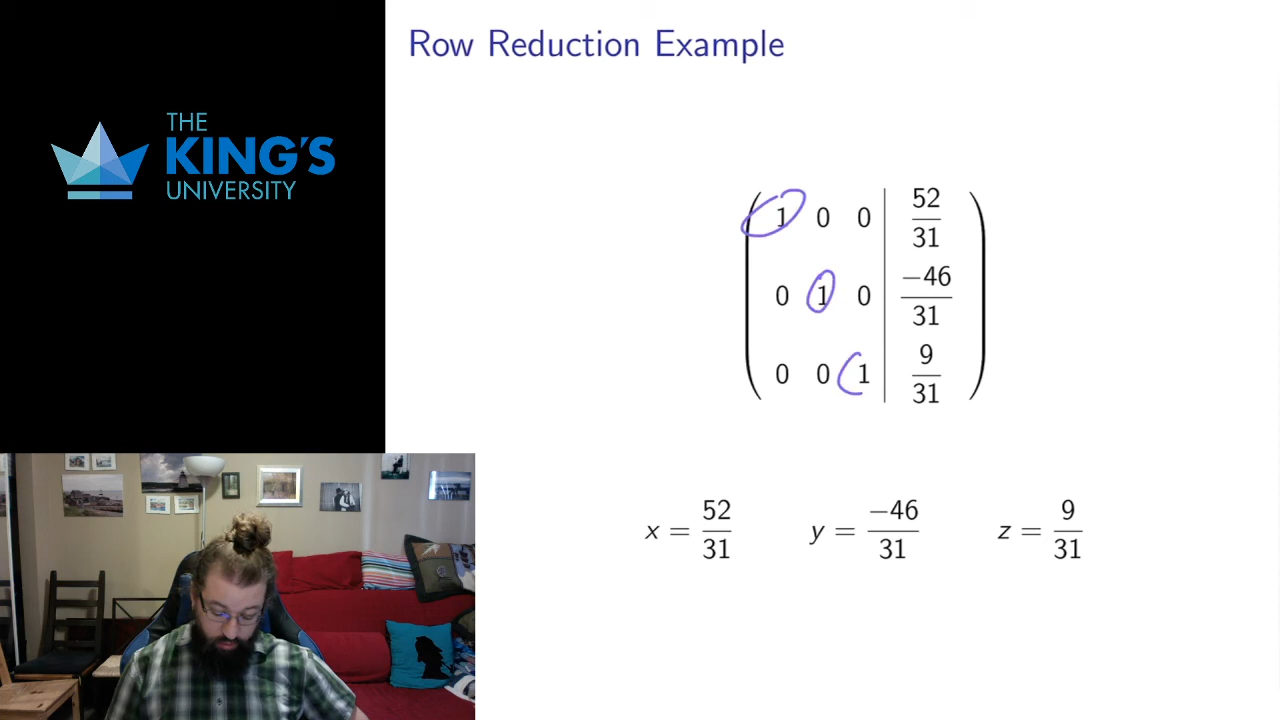 THE
KING'S
UNIVERSITY
Row Reduction Example
1 0 0 52/31
0 1 0 −46/31
0 0 1 9/31
x = 52/31 y = −46/31 z = 9/31